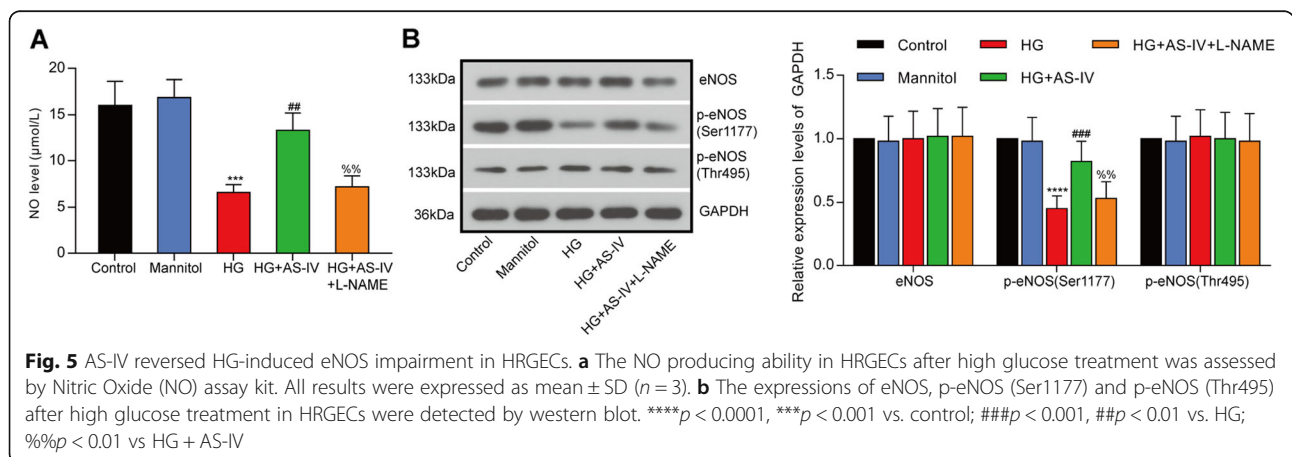 A
NO level (μmol/L)
20
15
10
5
0
***
##
%%
Control
Mannitol
HG
HG+AS-IV
HG+AS-IV
+L-NAME
B
133kDa
eNOS
133kDa
p-eNOS
(Ser1177)
133kDa
p-eNOS
(Thr495)
36kDa
GAPDH
Control
Mannitol
HG
HG+AS-IV
HG+AS-IV+L-NAME
Control
HG
HG+AS-IV+L-NAME
Mannitol
HG+AS-IV
Relative expression levels of GAPDH
1.5
1.0
0.5
0.0
****
###
%%
eNOS
p-eNOS(Ser1177)
p-eNOS(Thr495)
Fig. 5 AS-IV reversed HG-induced eNOS impairment in HRGECs. a The NO producing ability in HRGECs after high glucose treatment was assessed
by Nitric Oxide (NO) assay kit. All results were expressed as mean ± SD (n = 3). b The expressions of eNOS, p-eNOS (Ser1177) and p-eNOS (Thr495)
after high glucose treatment in HRGECs were detected by western blot. ****p < 0.0001, ***p < 0.001 vs. control; ###p < 0.001, ##p < 0.01 vs. HG;
%%p < 0.01 vs HG + AS-IV